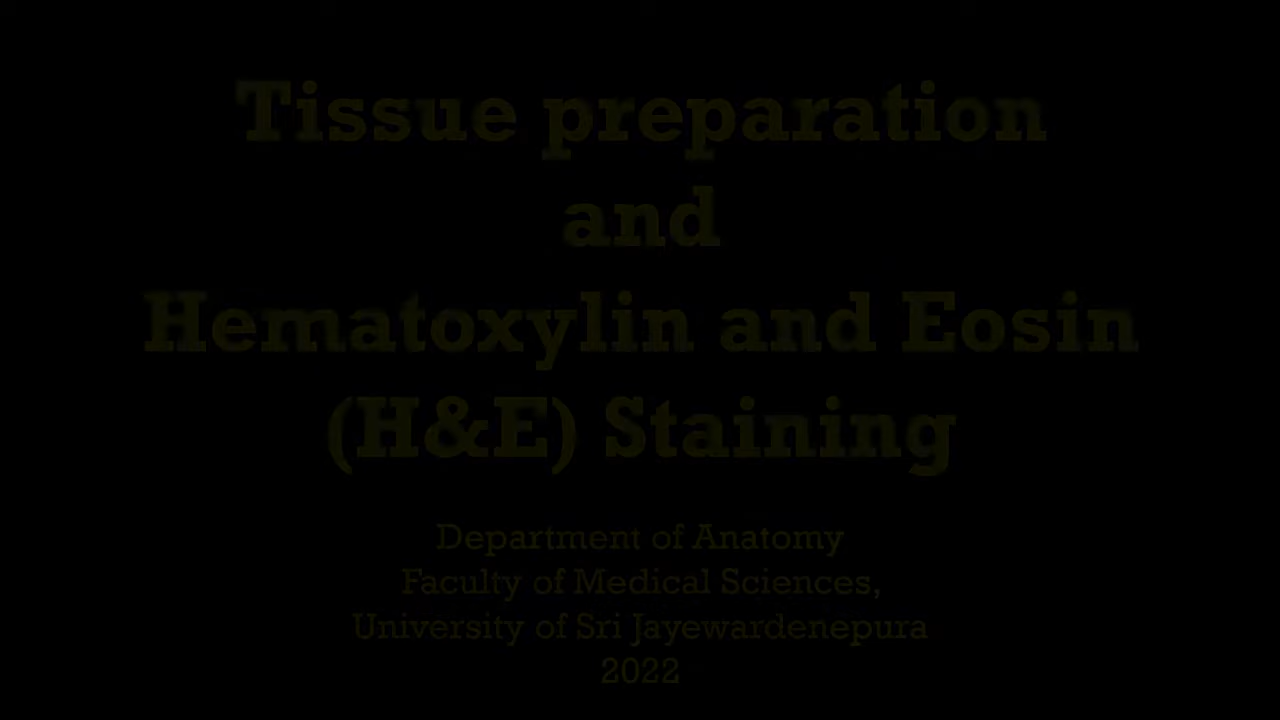 Tissue preparation
and
Hematoxylin and Eosin
(H&E) Staining
Department of Anatomy
Faculty of Medical Sciences,
University of Sri Jayewardenepura
2022